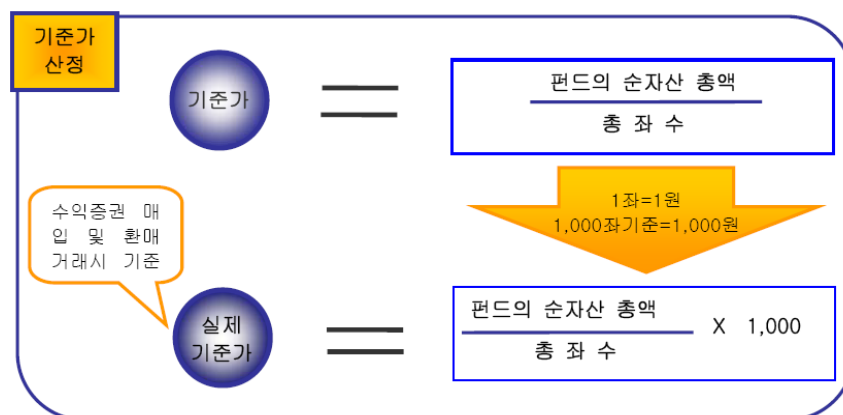 기준가
산정
기준가
펀드의 순자산 총액
총 좌 수
1좌=1원
1,000좌기준=1,000원
수익증권 매
입 및 환매
거래시 기준
실제
기준가
펀드의 순자산 총액
총 좌 수
X 1,000